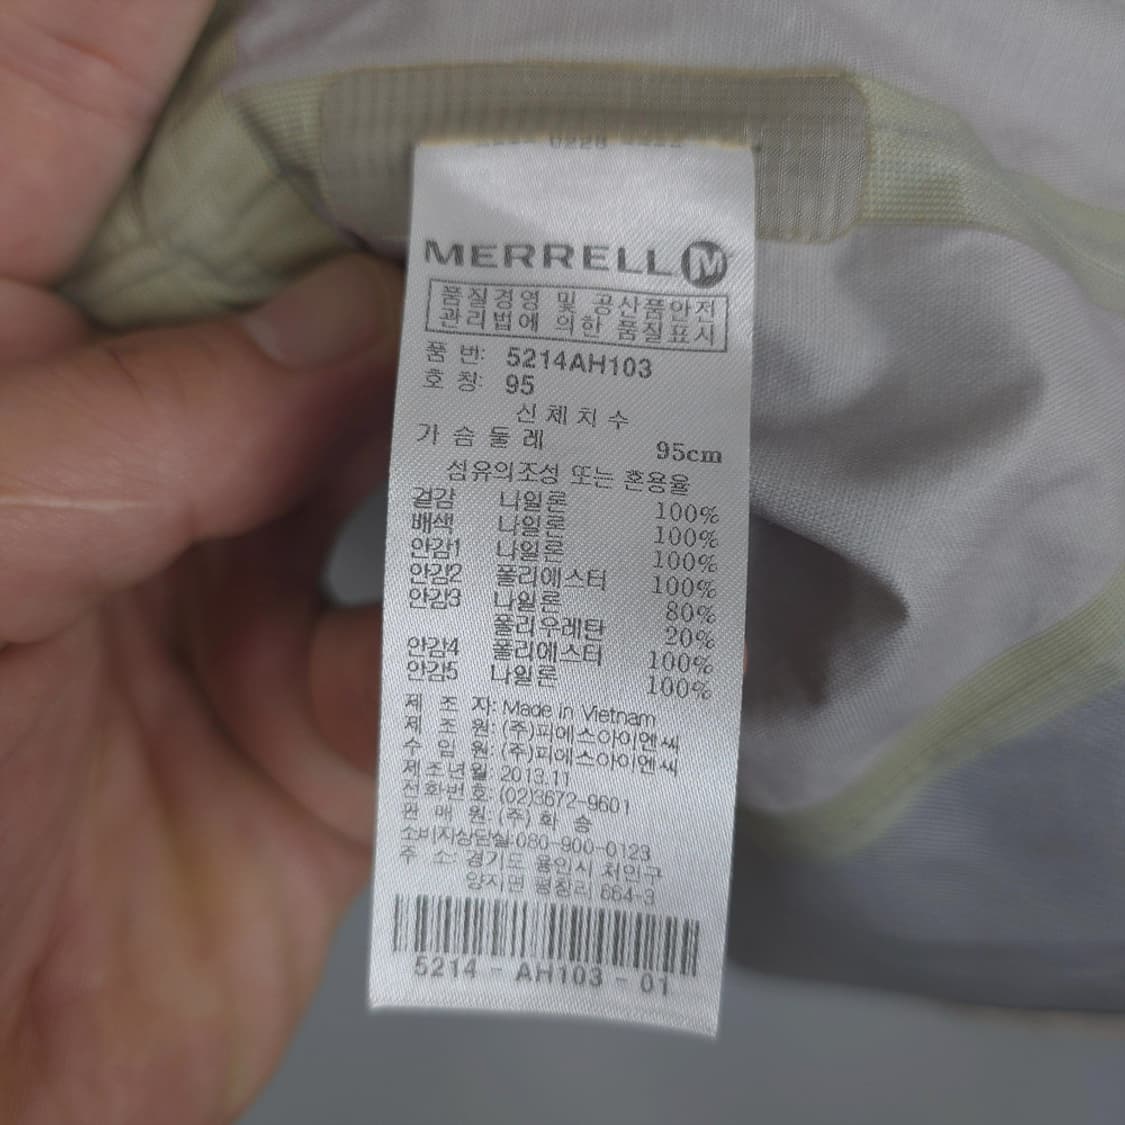 MERRELL M
품질경영 및 공산품안전
관리법에 의한 품질표시
품 번: 5214AH103
호 칭: 95
신 체 치 수
가 슴 둘 레 95cm
섬유의조성 또는 혼용율
겉감 나일론 100%
배색 나일론 100%
안감1 나일론 100%
안감2 폴리에스터 100%
안감3 나일론 80%
폴리우레탄 20%
안감4 폴리에스터 100%
안감5 나일론 100%
제 조 자: Made in Vietnam
제 조 원: (주)피에스아이엔씨
수 입 원: (주)피에스아이엔씨
제조년월: 2013.11
전화번호: (02)3672-9601
판 매 원: (주) 화 승
소비자상담실:080-900-0123
주 소: 경기도 용인시 처인구
양지면 평창리 664-3
5214 - AH103 - 01